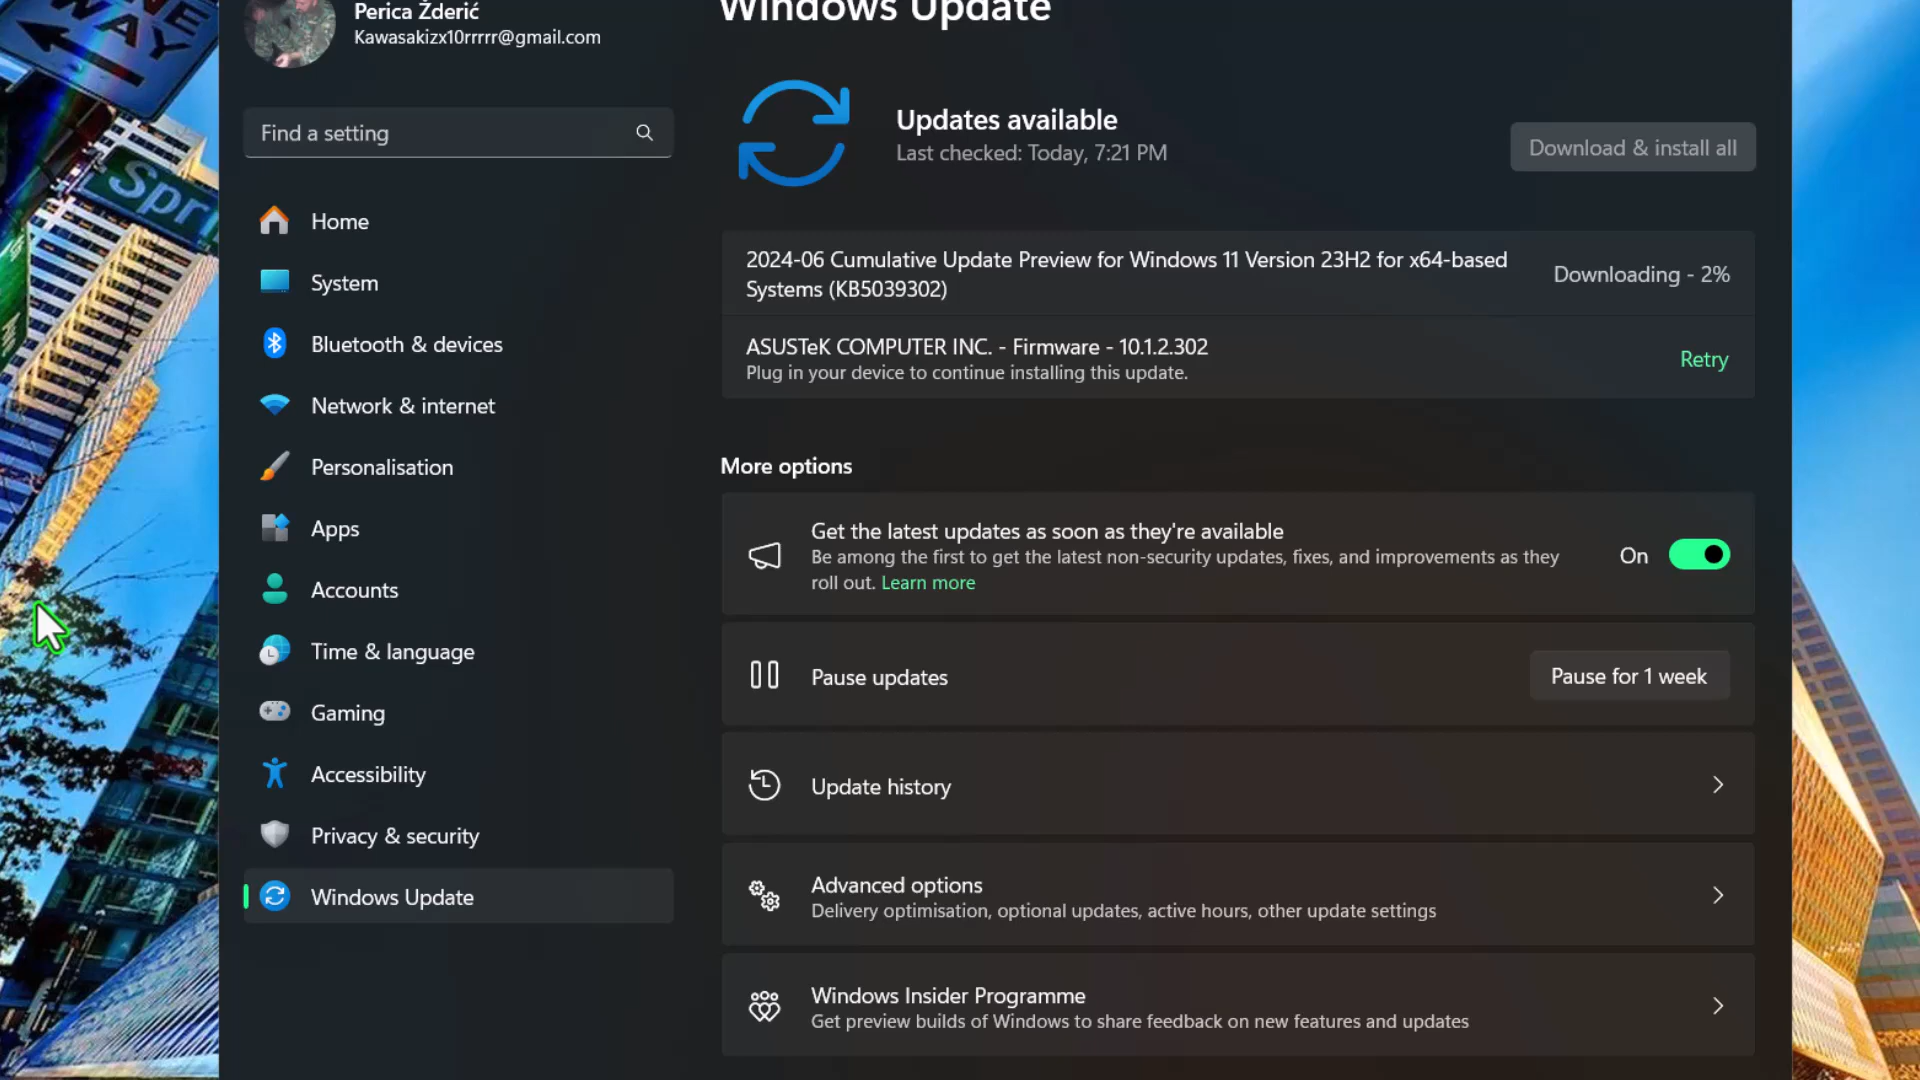 NE
WAY
Spr
Perica Žderić
Kawasakizx10rrrrr@gmail.com
Find a setting
Home
System
Bluetooth & devices
Network & internet
Personalisation
Apps
Accounts
Time & language
Gaming
Accessibility
Privacy & security
Windows Update
Windows Update
Updates available
Last checked: Today, 7:21 PM
Download & install all
2024-06 Cumulative Update Preview for Windows 11 Version 23H2 for x64-based
Systems (KB5039302)
Downloading - 2%
ASUSTeK COMPUTER INC. - Firmware - 10.1.2.302
Plug in your device to continue installing this update.
Retry
More options
Get the latest updates as soon as they're available
Be among the first to get the latest non-security updates, fixes, and improvements as they
roll out. Learn more
On
Pause updates
Pause for 1 week
Update history
Advanced options
Delivery optimisation, optional updates, active hours, other update settings
Windows Insider Programme
Get preview builds of Windows to share feedback on new features and updates